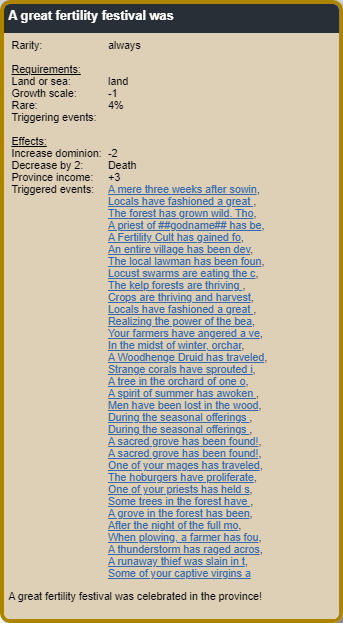 A great fertility festival was
Rarity: always
Requirements:
Land or sea: land
Growth scale: -1
Rare: 4%
Triggering events:
Effects:
Increase dominion: -2
Decrease by 2: Death
Province income: +3
Triggered events: A mere three weeks after sowin,
Locals have fashioned a great ,
The forest has grown wild. Tho,
A priest of ##godname## has be,
A Fertility Cult has gained fo,
An entire village has been dev,
The local lawman has been foun,
Locust swarms are eating the c,
The kelp forests are thriving ,
Crops are thriving and harvest,
Locals have fashioned a great ,
Realizing the power of the bea,
Your farmers have angered a ve,
In the midst of winter, orchar,
A Woodhenge Druid has traveled,
Strange corals have sprouted i,
A tree in the orchard of one o,
A spirit of summer has awoken ,
Men have been lost in the wood,
During the seasonal offerings ,
During the seasonal offerings ,
A sacred grove has been found!,
A sacred grove has been found!,
One of your mages has traveled,
The hoburgers have proliferate,
One of your priests has held s,
Some trees in the forest have ,
A grove in the forest has been,
After the night of the full mo,
When plowing, a farmer has fou,
A thunderstorm has raged acros,
A runaway thief was slain in t,
Some of your captive virgins a
A great fertility festival was celebrated in the province!